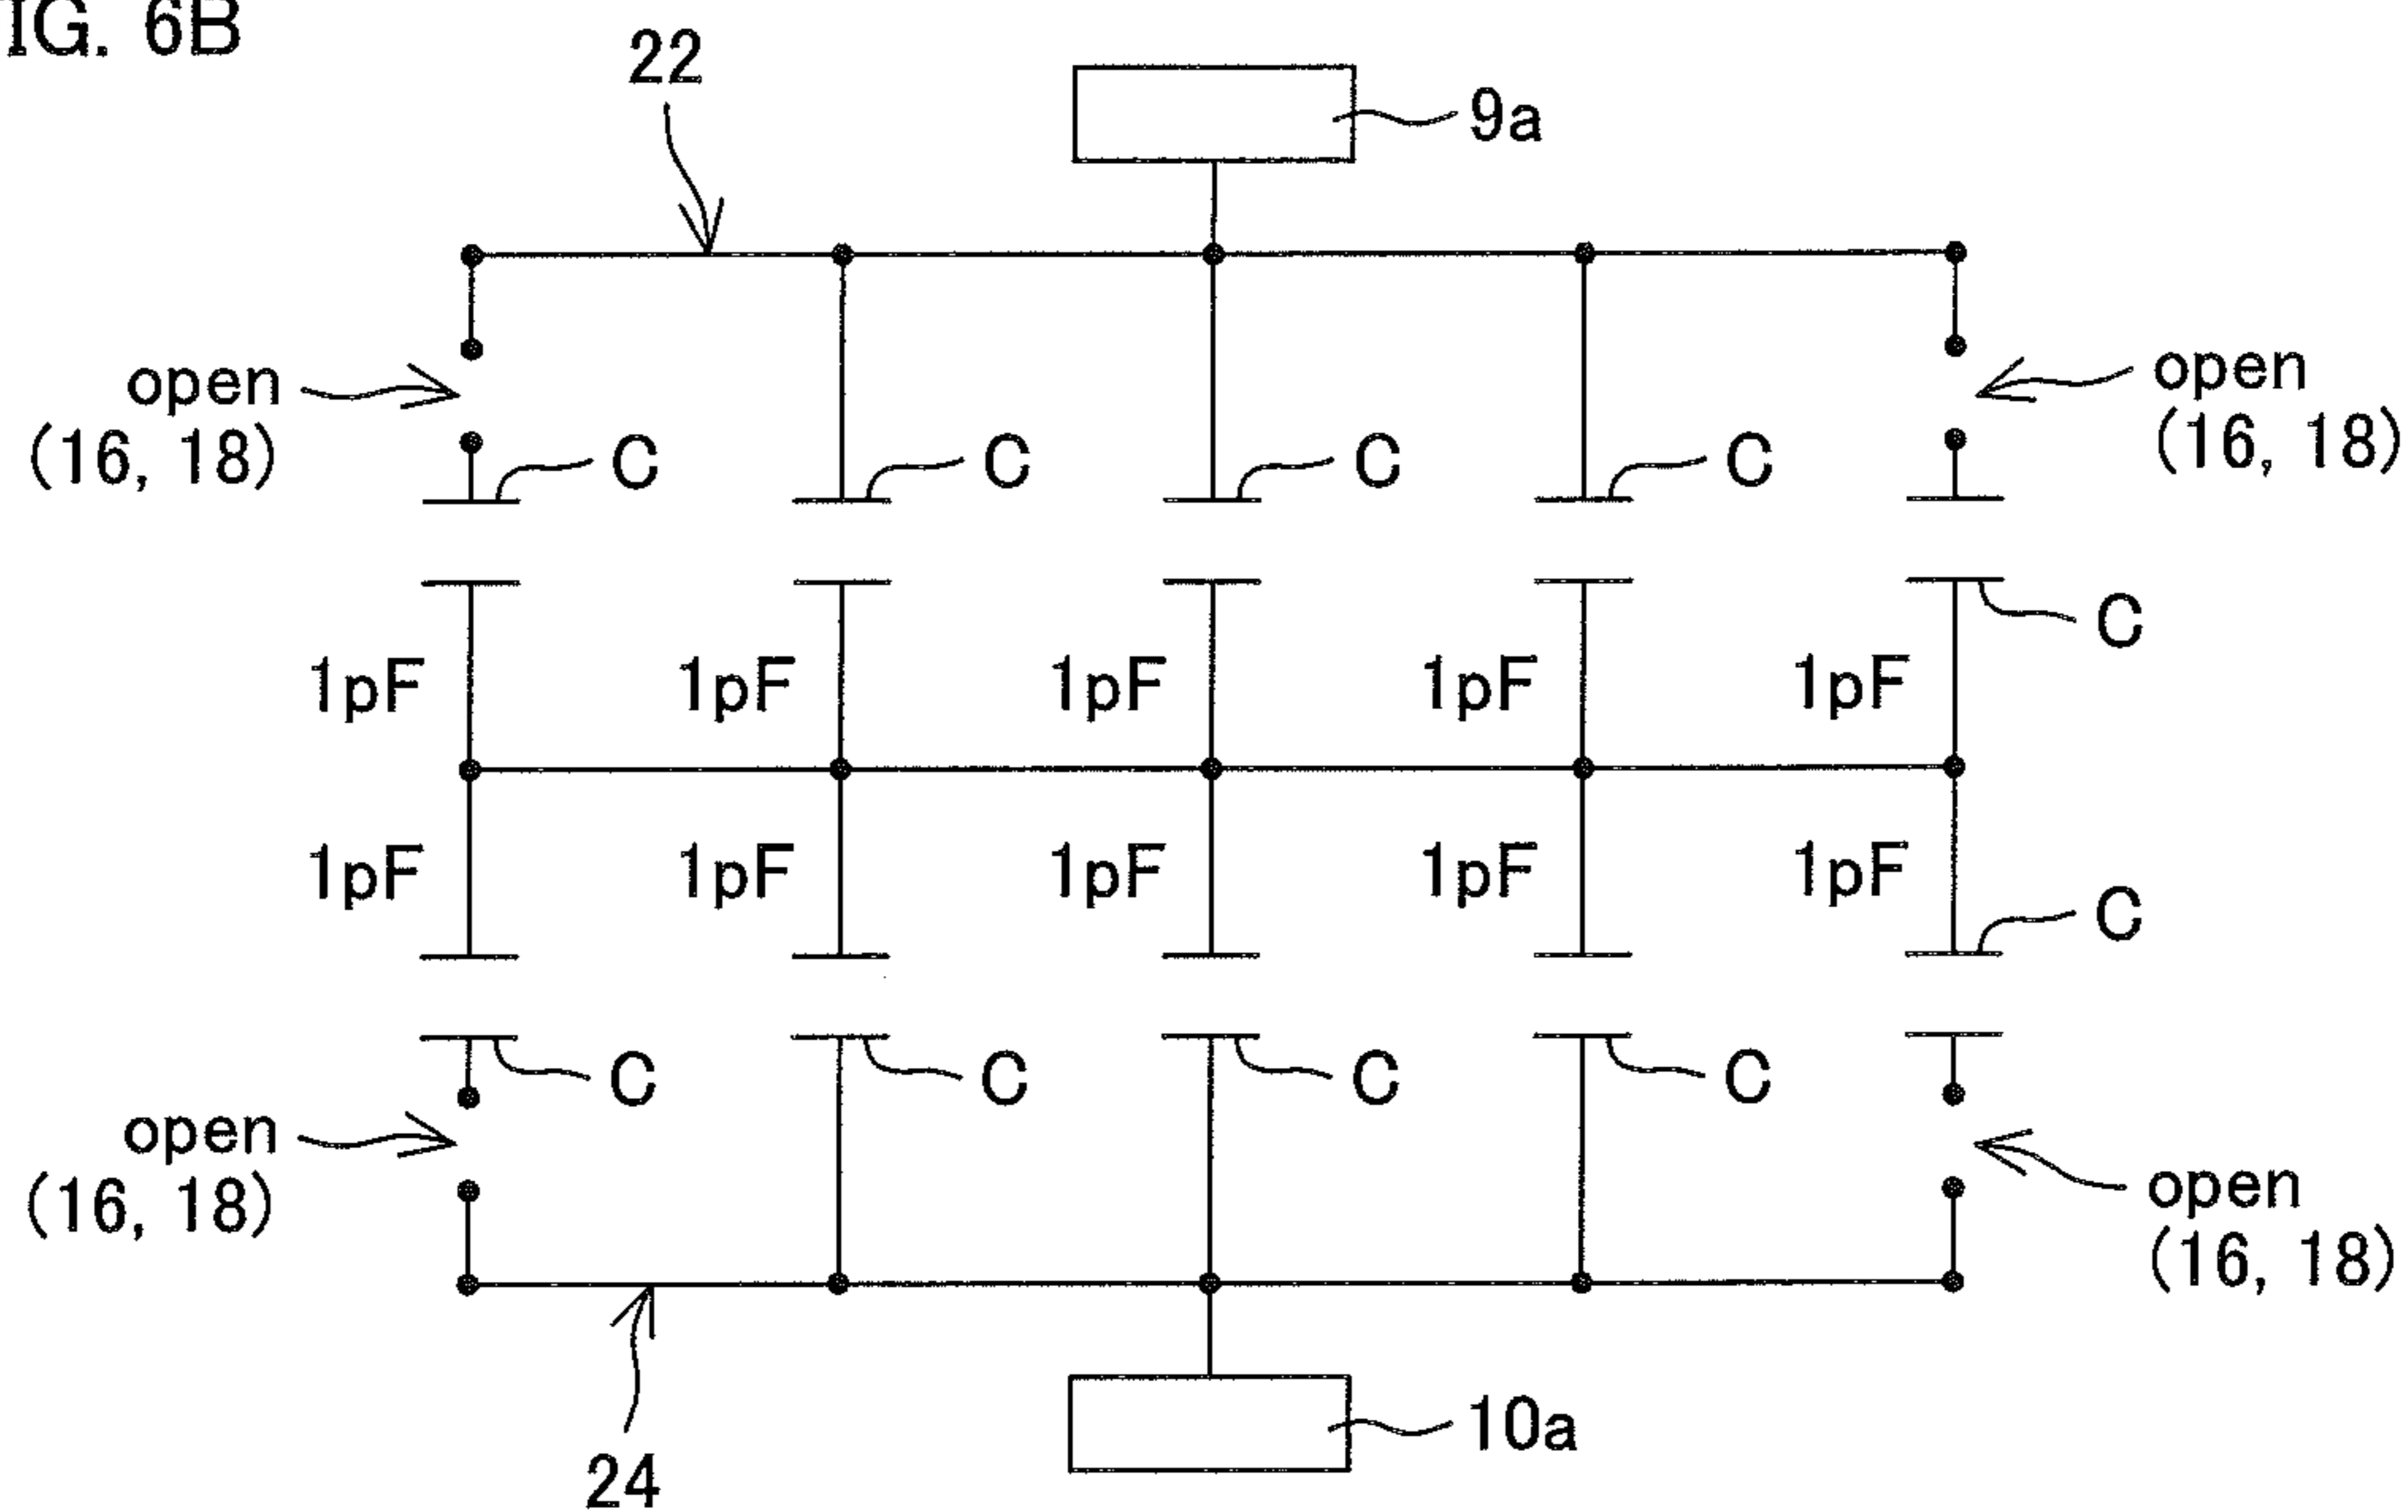 IG. 6B
22
9a
open
(16, 18)
open
(16, 18)
C
C
C
C
C
1pF
1pF
1pF
1pF
1pF
1pF
1pF
1pF
1pF
1pF
C
C
C
C
C
open
(16, 18)
open
(16, 18)
24
10a